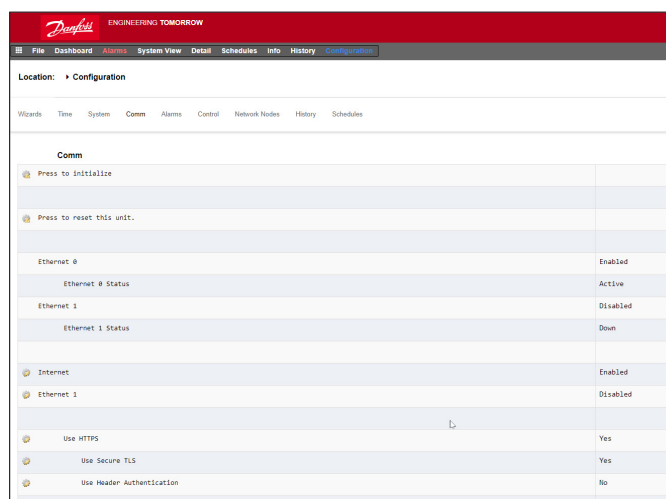 Danfoss ENGINEERING TOMORROW
File Dashboard Alarms System View Detail Schedules Info History Configuration
Location: Configuration
Wizards Time System Comm Alarms Control Network Nodes History Schedules
Comm
Press to initialize
Press to reset this unit.
Ethernet 0 Enabled
Ethernet 0 Status Active
Ethernet 1 Disabled
Ethernet 1 Status Down
Internet Enabled
Ethernet 1 Disabled
Use HTTPS Yes
Use Secure TLS Yes
Use Header Authentication No